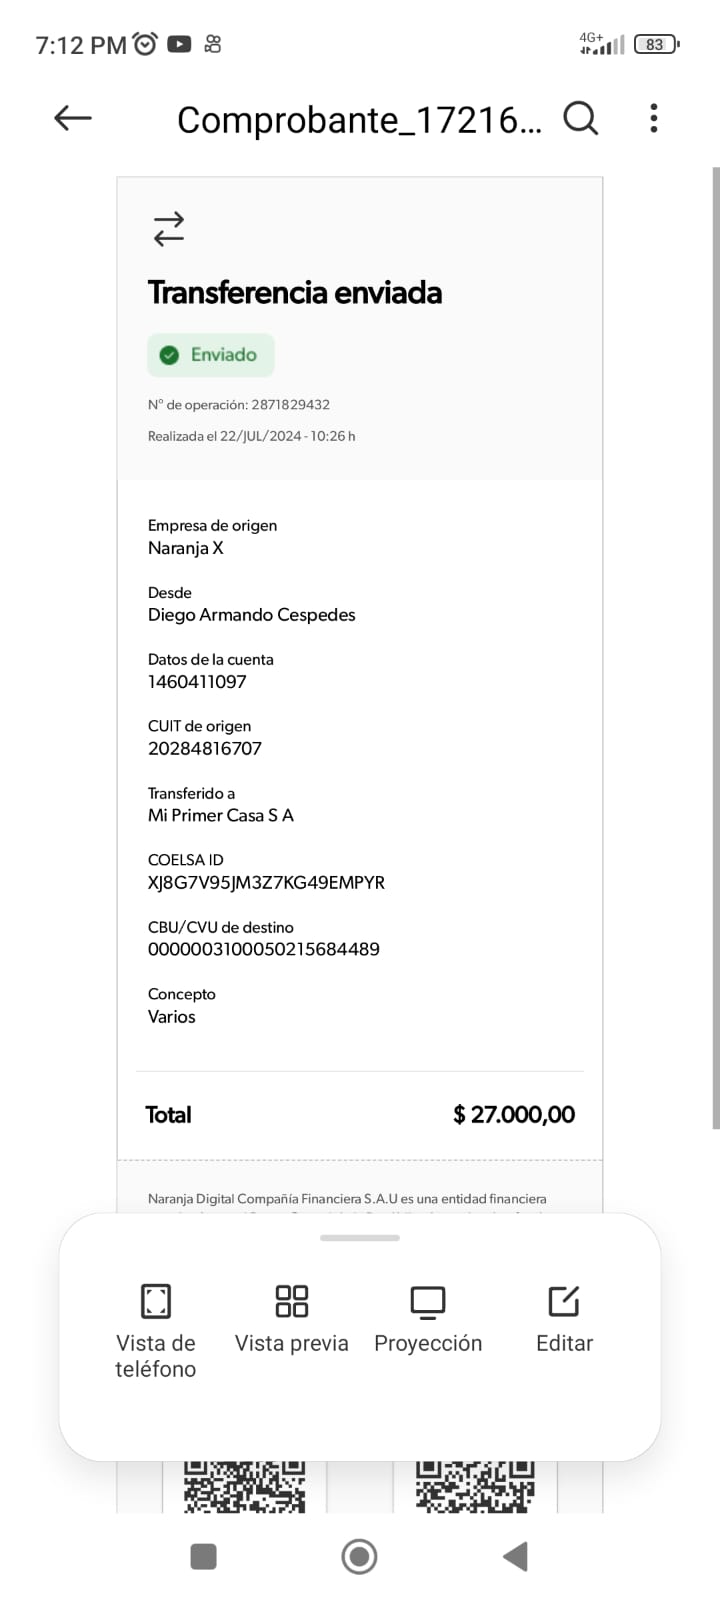 7:12 PM
4G+
83
Comprobante_17216...
Transferencia enviada
Enviado
N° de operación: 2871829432
Realizada el 22/JUL/2024 - 10:26 h
Empresa de origen
Naranja X
Desde
Diego Armando Cespedes
Datos de la cuenta
1460411097
CUIT de origen
20284816707
Transferido a
Mi Primer Casa S A
COELSA ID
XJ8G7V95JM3Z7KG49EMPYR
CBU/CVU de destino
0000003100050215684489
Concepto
Varios
Total $ 27.000,00
Naranja Digital Compañía Financiera S.A.U es una entidad financiera
Vista de
teléfono
Vista previa
Proyección
Editar